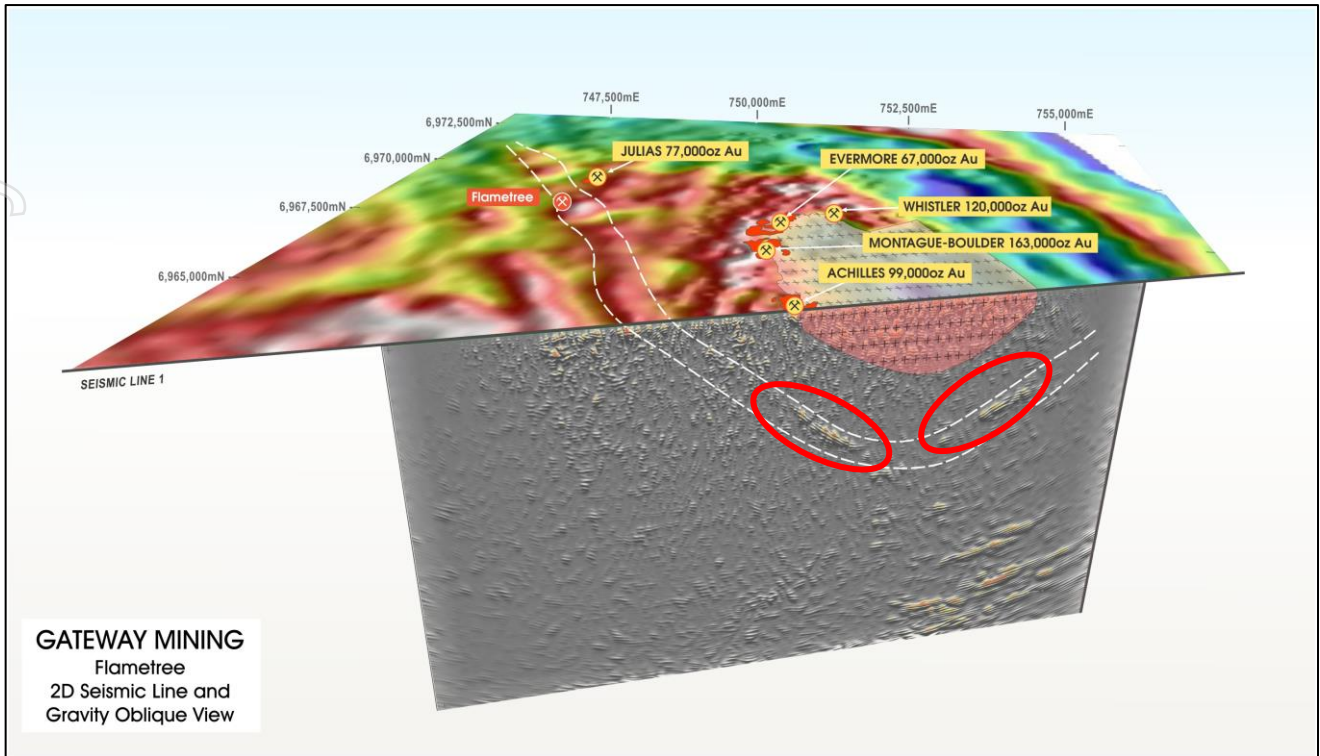 747,500mE
750,000mE
752,500mE
755,000mE
6,972,500mN
6,970,000mN
6,967,500mN
6,965,000mN
JULIAS 77,000oz Au
EVERMORE 67,000oz Au
Flametree
WHISTLER 120,000oz Au
MONTAGUE-BOULDER 163,000oz Au
ACHILLES 99,000oz Au
SEISMIC LINE 1
GATEWAY MINING
Flametree
2D Seismic Line and
Gravity Oblique View